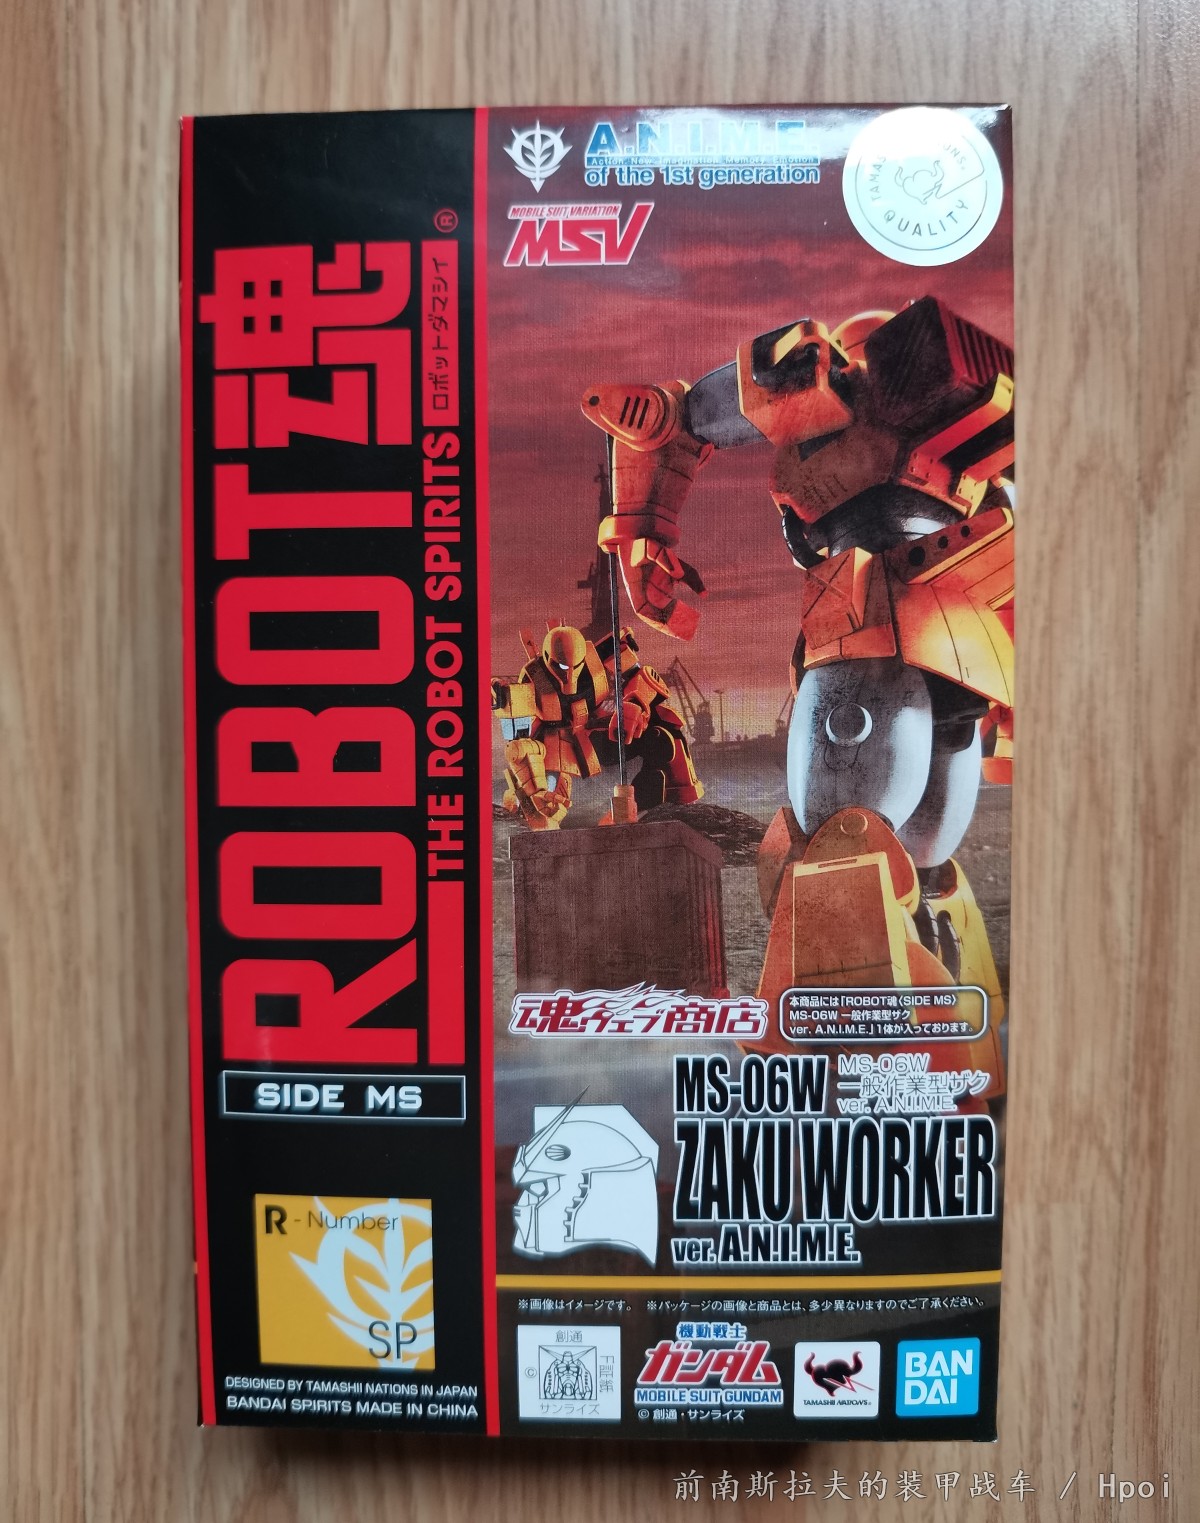 ROBOT魂
®
ロボットダマシイ
THE ROBOT SPIRITS
SIDE MS
R - Number
SP
DESIGNED BY TAMASHII NATIONS IN JAPAN
BANDAI SPIRITS MADE IN CHINA
A.N.I.M.E.
of the 1st generation
MOBILE SUIT VARIATION
MSV
QUALITY
魂ウェブ商店
本商品には「ROBOT魂〈SIDE MS〉
MS-06W 一般作業型ザク
ver. A.N.I.M.E.」1体が入っております。
MS-06W
MS-06W
一般作業型ザク
ver. A.N.I.M.E.
ZAKU WORKER
ver. A.N.I.M.E.
※画像はイメージです。 ※パッケージの画像と商品とは、多少異なりますのでご了承ください。
創通
©
証紙
サンライズ
機動戦士
ガンダム
MOBILE SUIT GUNDAM
© 創通・サンライズ
TAMASHII NATIONS
BAN
DAI
前南斯拉夫的装甲战车 / Hpoi